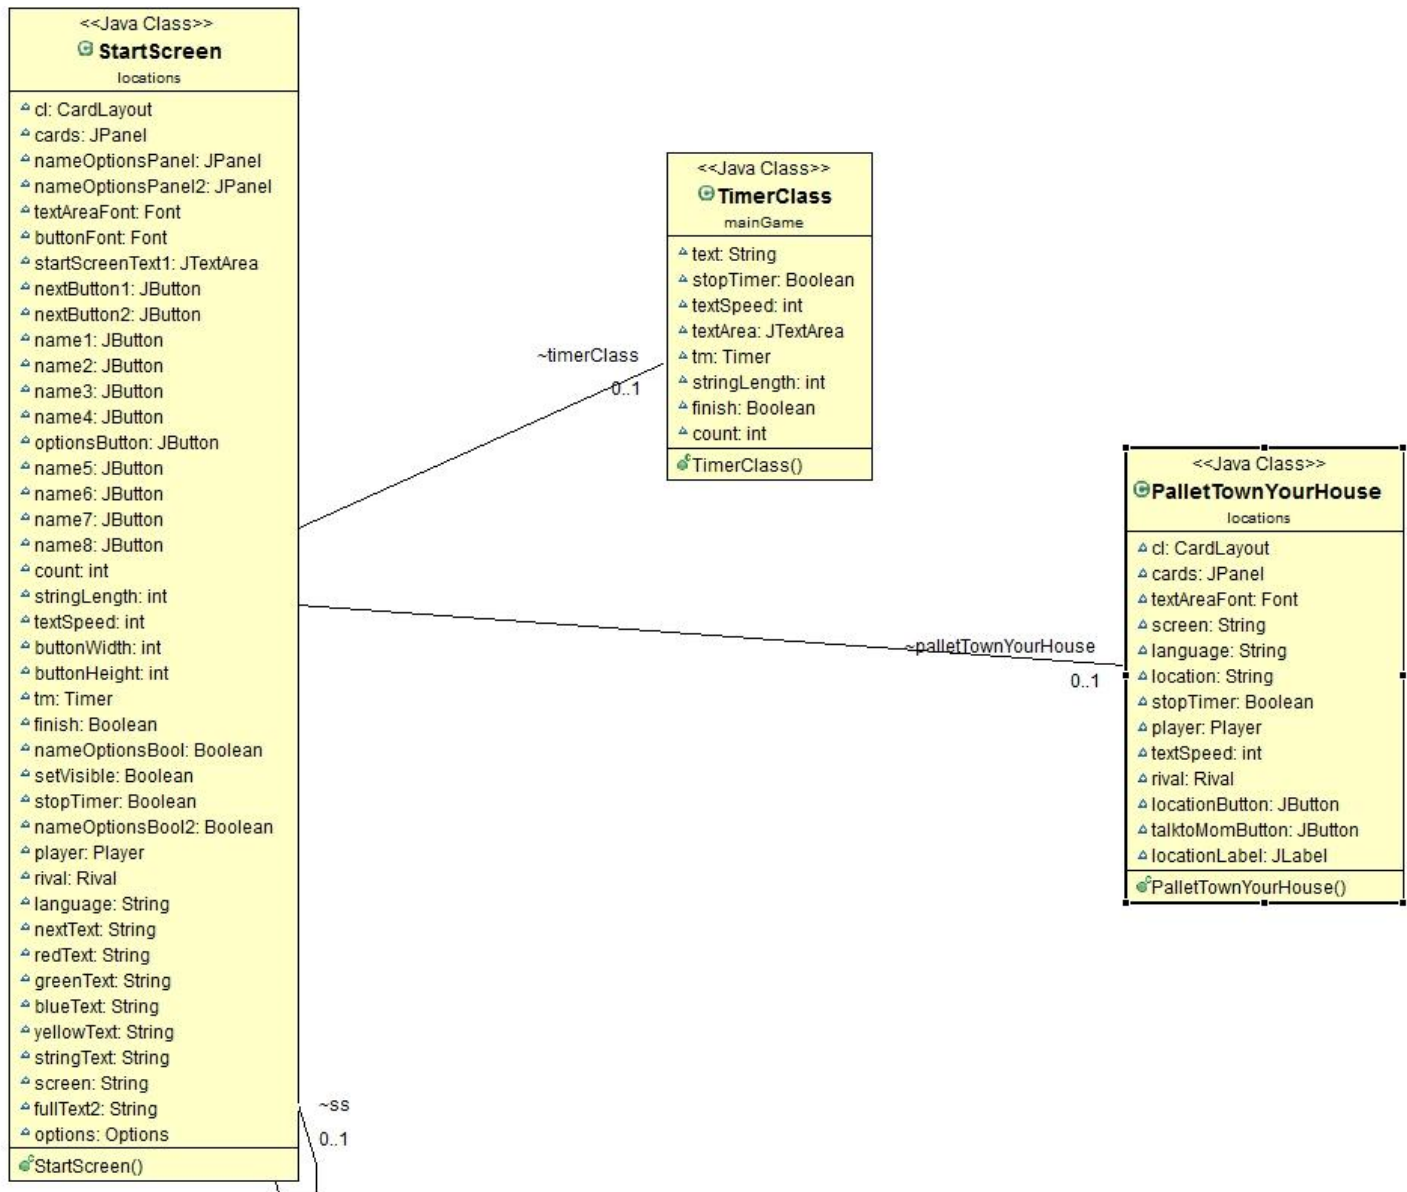 <<Java Class>>
StartScreen
locations
cl: CardLayout
cards: JPanel
nameOptionsPanel: JPanel
nameOptionsPanel2: JPanel
textAreaFont: Font
buttonFont: Font
startScreenText1: JTextArea
nextButton1: JButton
nextButton2: JButton
name1: JButton
name2: JButton
name3: JButton
name4: JButton
optionsButton: JButton
name5: JButton
name6: JButton
name7: JButton
name8: JButton
count: int
stringLength: int
textSpeed: int
buttonWidth: int
buttonHeight: int
tm: Timer
finish: Boolean
nameOptionsBool: Boolean
setVisible: Boolean
stopTimer: Boolean
nameOptionsBool2: Boolean
player: Player
rival: Rival
language: String
nextText: String
redText: String
greenText: String
blueText: String
yellowText: String
stringText: String
screen: String
fullText2: String
options: Options
StartScreen()
~timerClass
0..1
<<Java Class>>
TimerClass
mainGame
text: String
stopTimer: Boolean
textSpeed: int
textArea: JTextArea
tm: Timer
stringLength: int
finish: Boolean
count: int
TimerClass()
~palletTownYourHouse
0..1
<<Java Class>>
PalletTownYourHouse
locations
cl: CardLayout
cards: JPanel
textAreaFont: Font
screen: String
language: String
location: String
stopTimer: Boolean
player: Player
textSpeed: int
rival: Rival
locationButton: JButton
talktoMomButton: JButton
locationLabel: JLabel
PalletTownYourHouse()
~ss
0..1